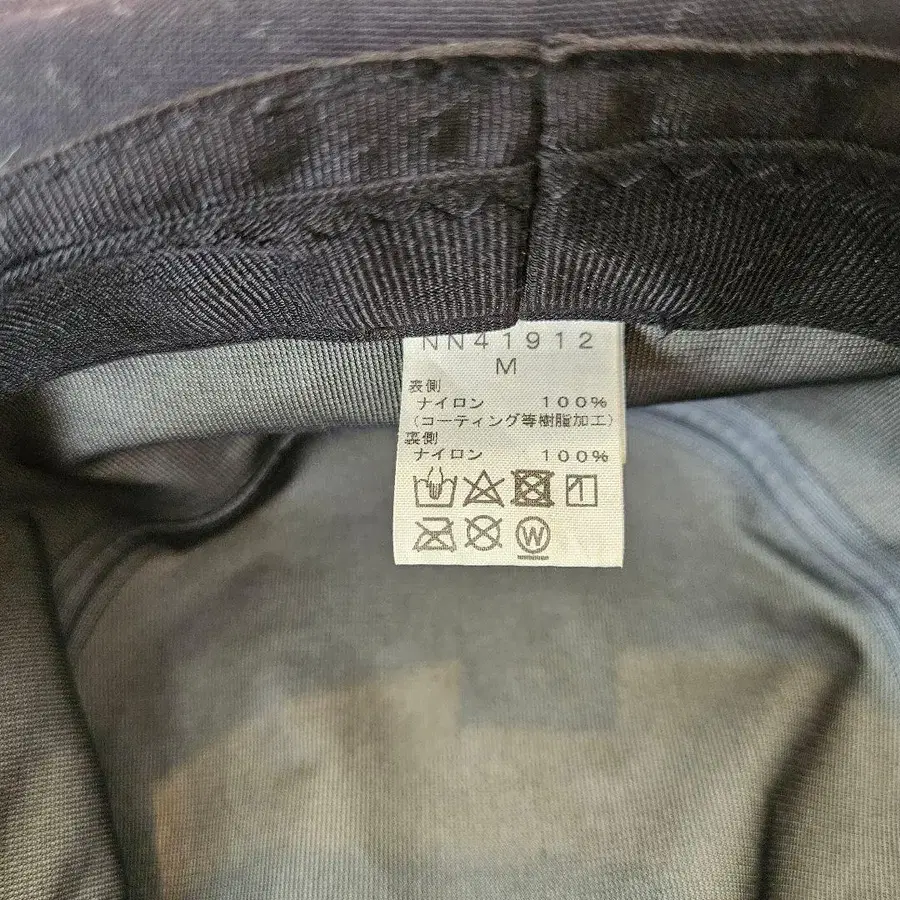 NN41912
M
表側
ナイロン 100%
(コーティング等樹脂加工)
裏側
ナイロン 100%
W